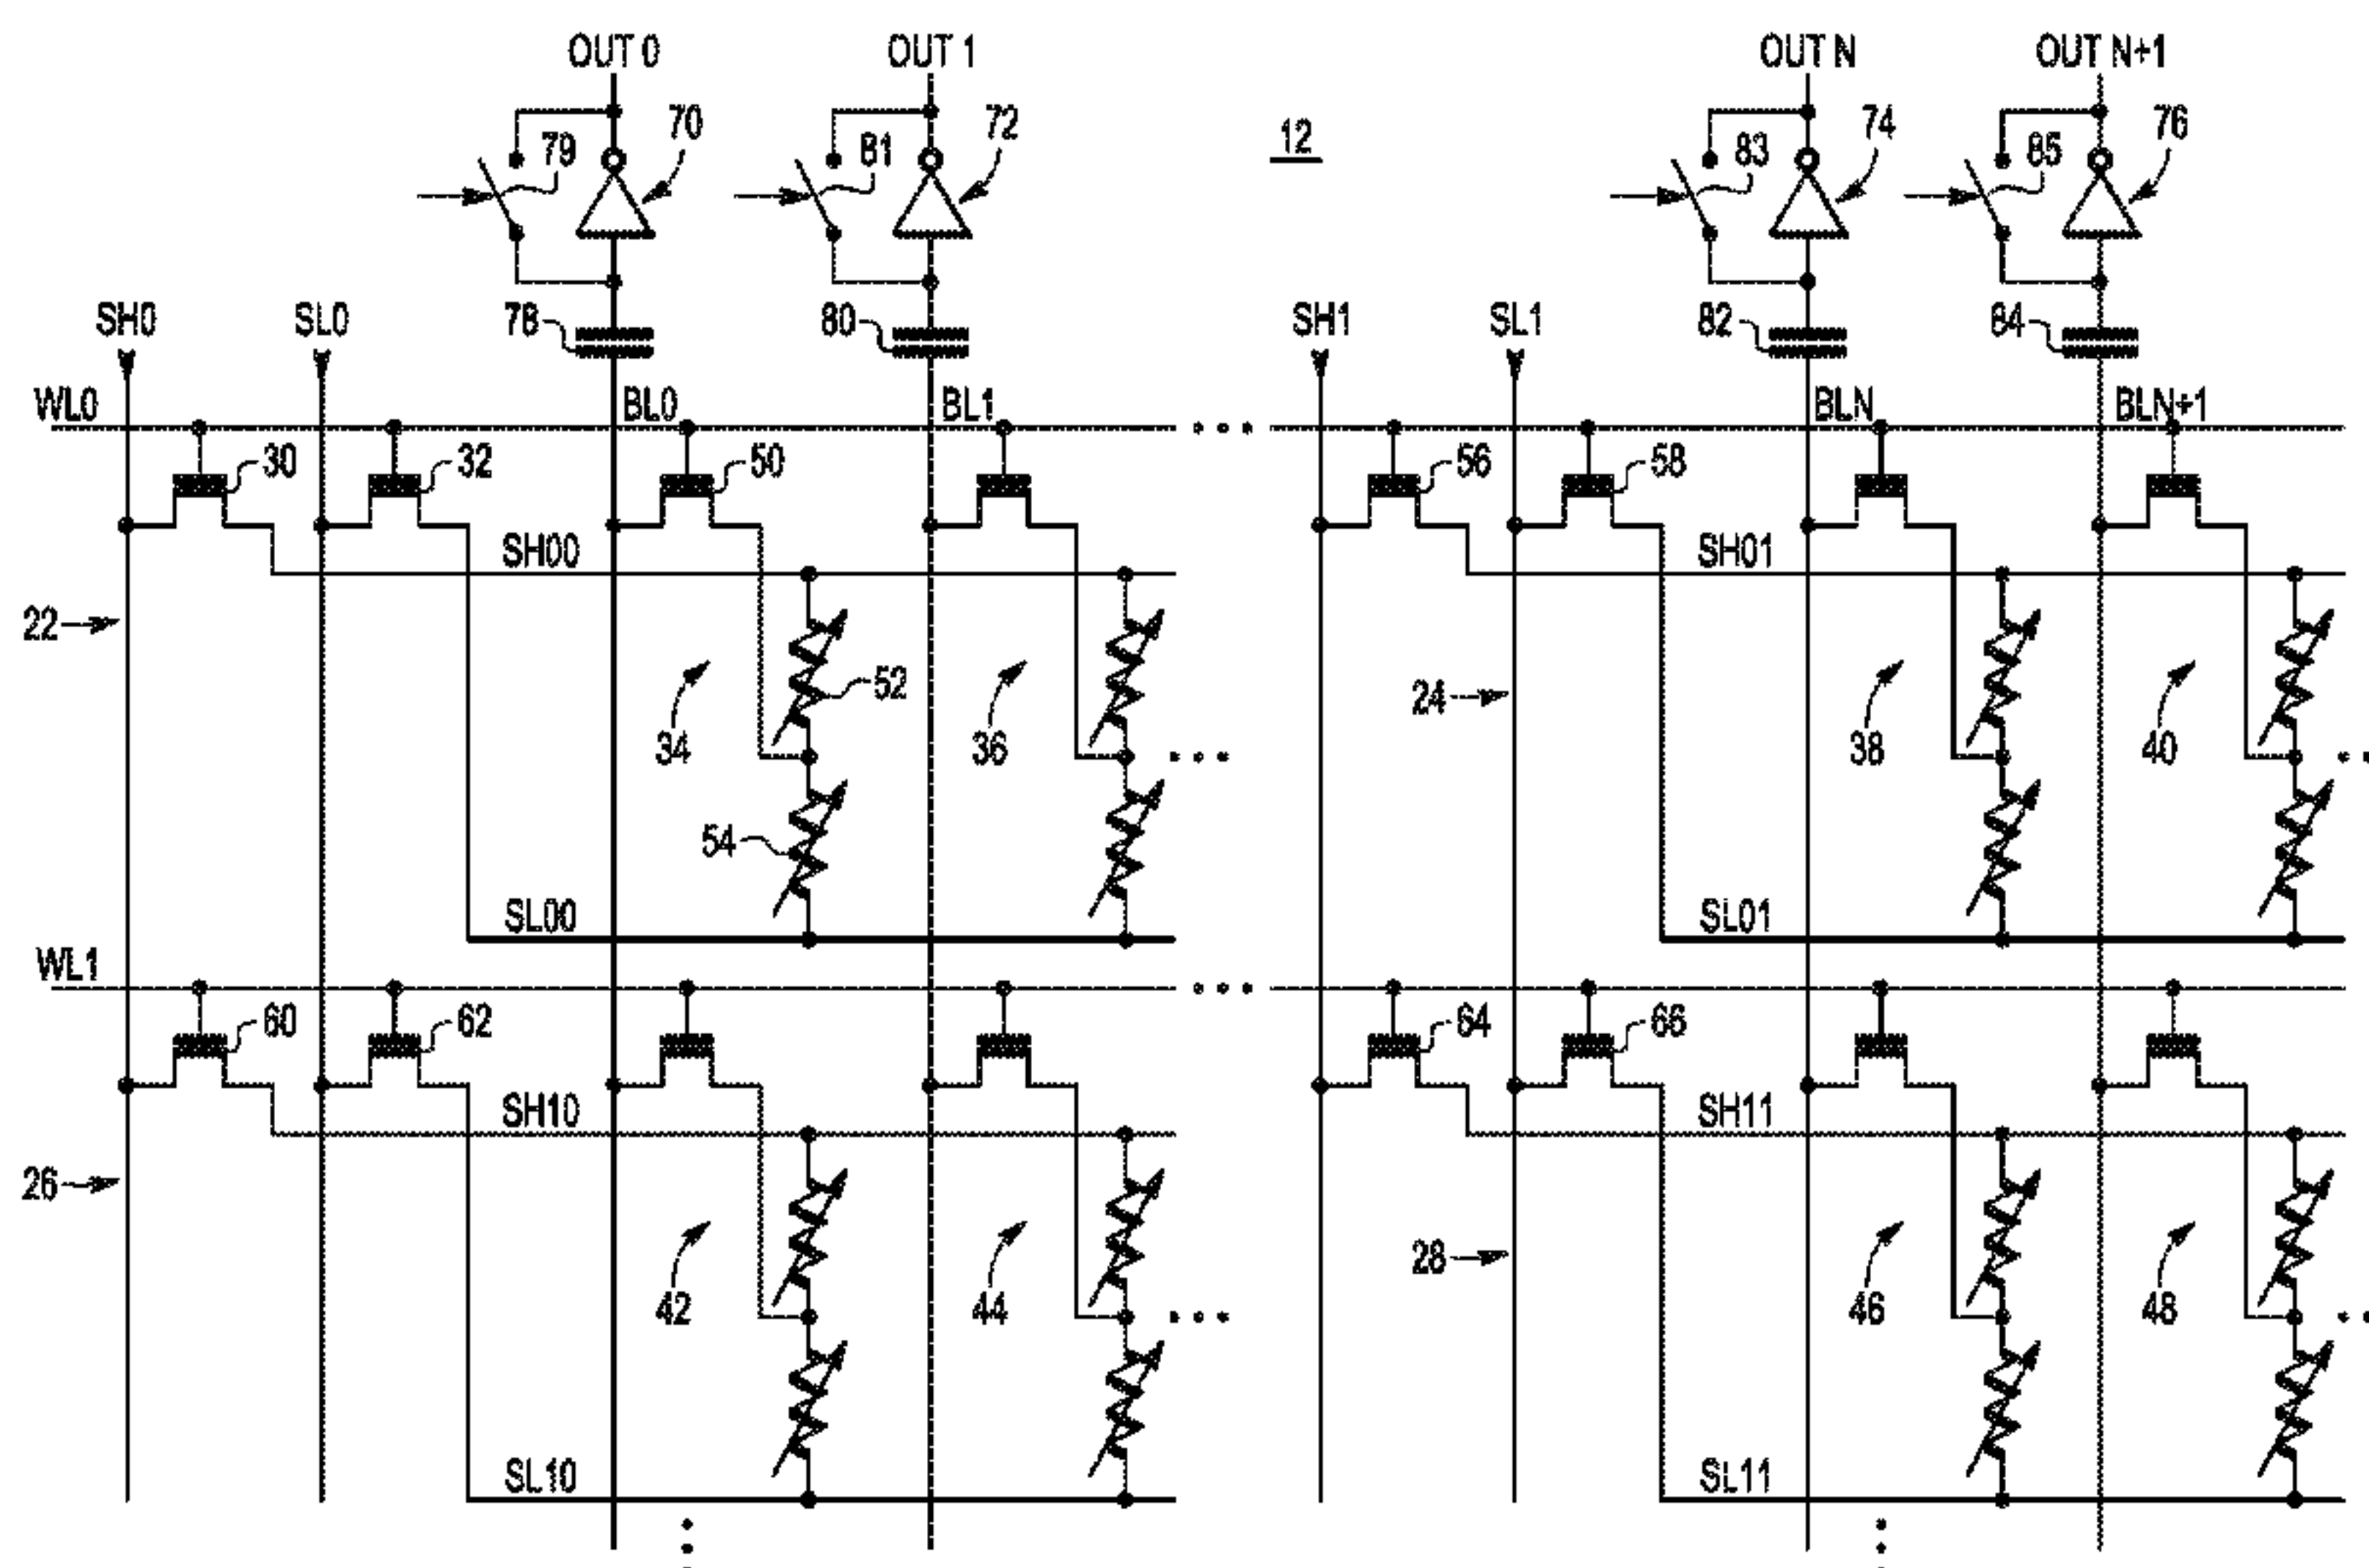 OUT 0 OUT 1 OUT N OUT N+1
79 70 81 72 12 83 74 85 76
SH0 SL0 78 80 SH1 SL1 82 84
WL0 BL0 BL1 BLN BLN+1
30 32 50 56 58
SH00 SH01
22 52 24
34 36 38 40
54
SL00 SL01
WL1
60 62 64 66
SH10 SH11
26 28
42 44 46 48
SL10 SL11